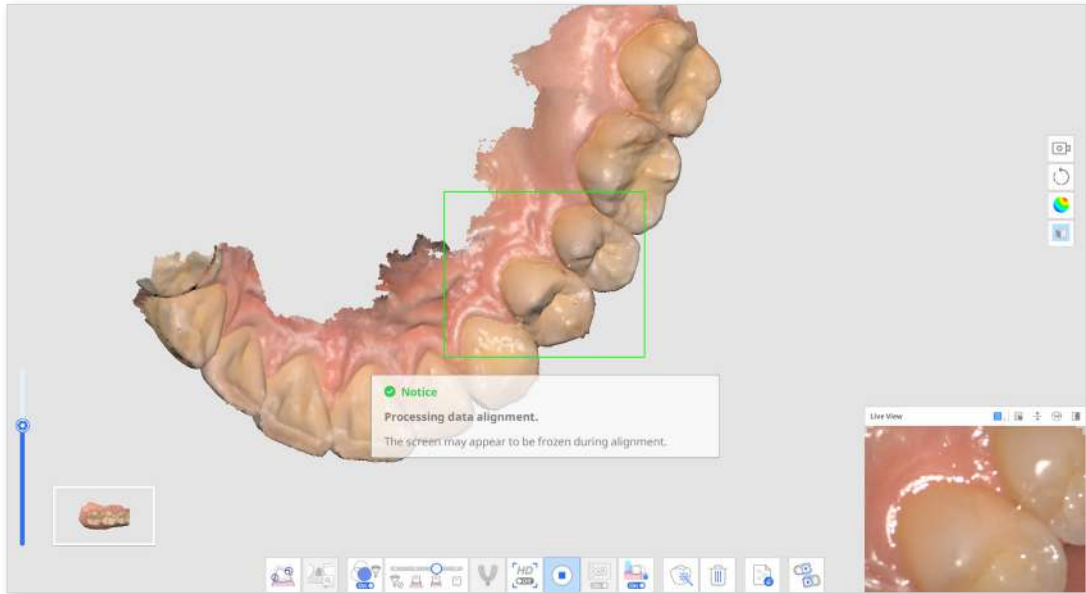 Notice
Processing data alignment.
The screen may appear to be frozen during alignment.
Live View
HD